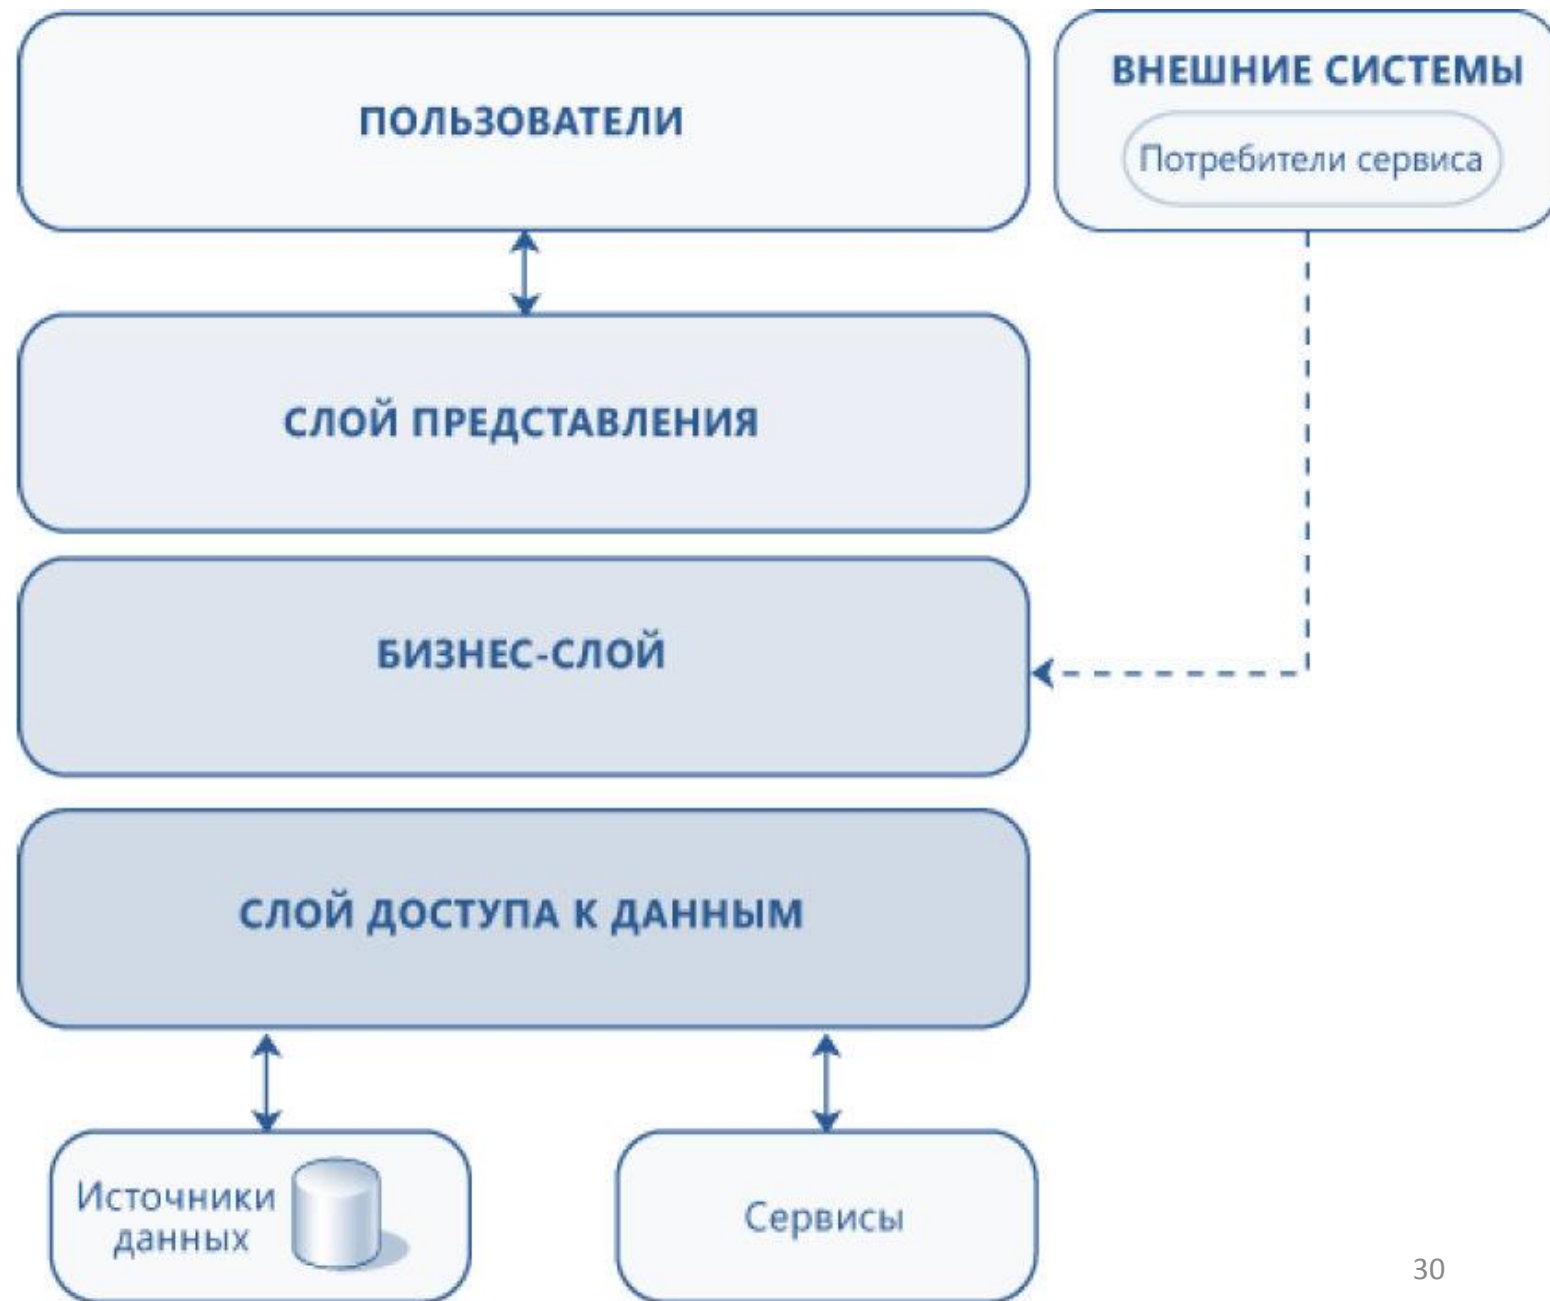 ПОЛЬЗОВАТЕЛИ
ВНЕШНИЕ СИСТЕМЫ
Потребители сервиса
СЛОЙ ПРЕДСТАВЛЕНИЯ
БИЗНЕС-СЛОЙ
СЛОЙ ДОСТУПА К ДАННЫМ
Источники
данных
Сервисы
30